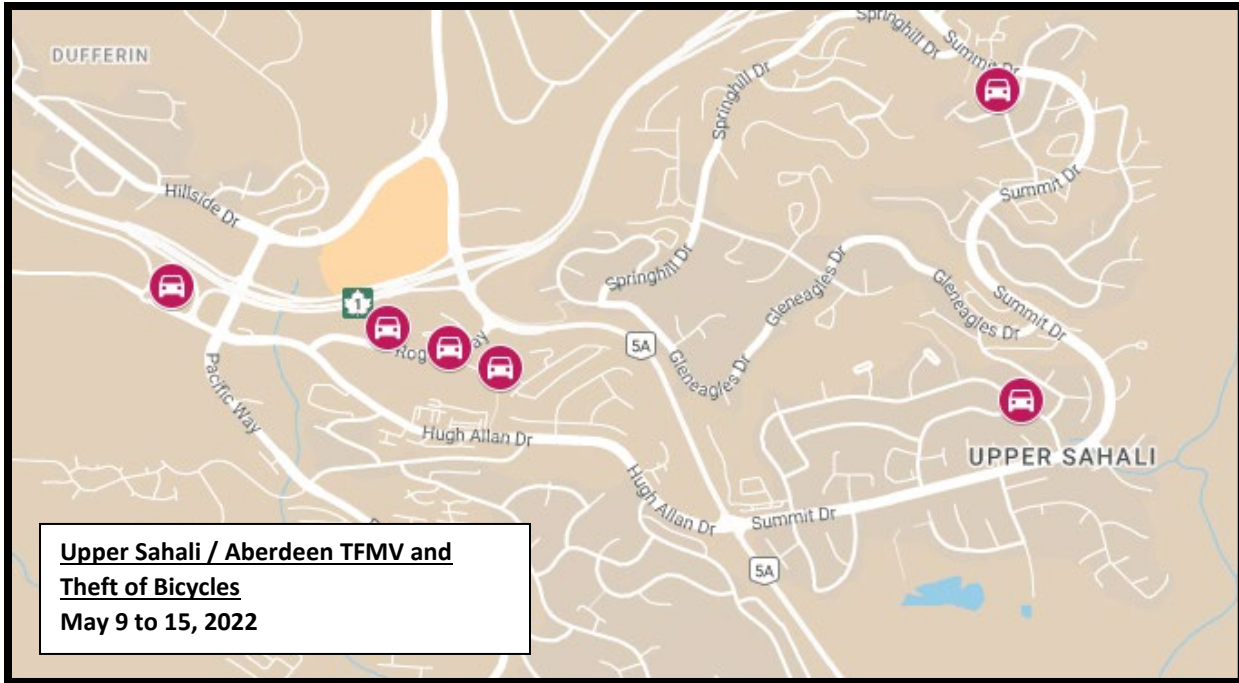 DUFFERIN
Springhill Dr
Summit Dr
Springhill Dr
Hillside Dr
Summit Dr
Springhill Dr
Gleneagles Dr
Gleneagles Dr
Summit Dr
1
5A
Gleneagles Dr
Pacific Way
Hugh Allan Dr
UPPER SAHALI
Hugh Allan Dr
Summit Dr
5A
Upper Sahali / Aberdeen TFMV and
Theft of Bicycles
May 9 to 15, 2022